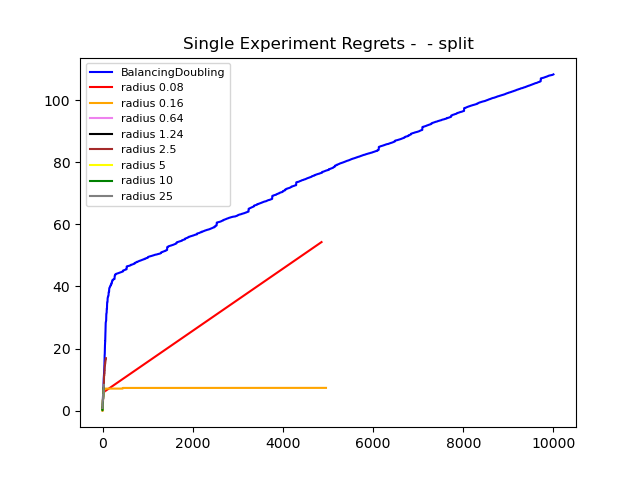 Single Experiment Regrets -  - split
BalancingDoubling
radius 0.08
radius 0.16
radius 0.64
radius 1.24
radius 2.5
radius 5
radius 10
radius 25
100
80
60
40
20
0
0 2000 4000 6000 8000 10000